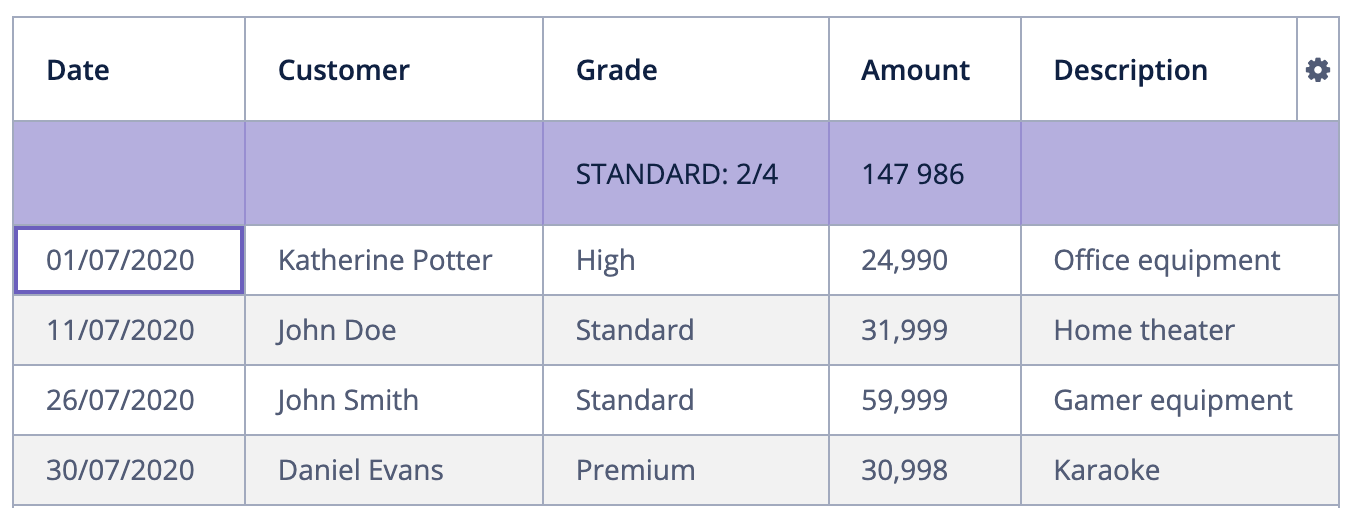 Date Customer Grade Amount Description
STANDARD: 2/4 147 986
01/07/2020 Katherine Potter High 24,990 Office equipment
11/07/2020 John Doe Standard 31,999 Home theater
26/07/2020 John Smith Standard 59,999 Gamer equipment
30/07/2020 Daniel Evans Premium 30,998 Karaoke